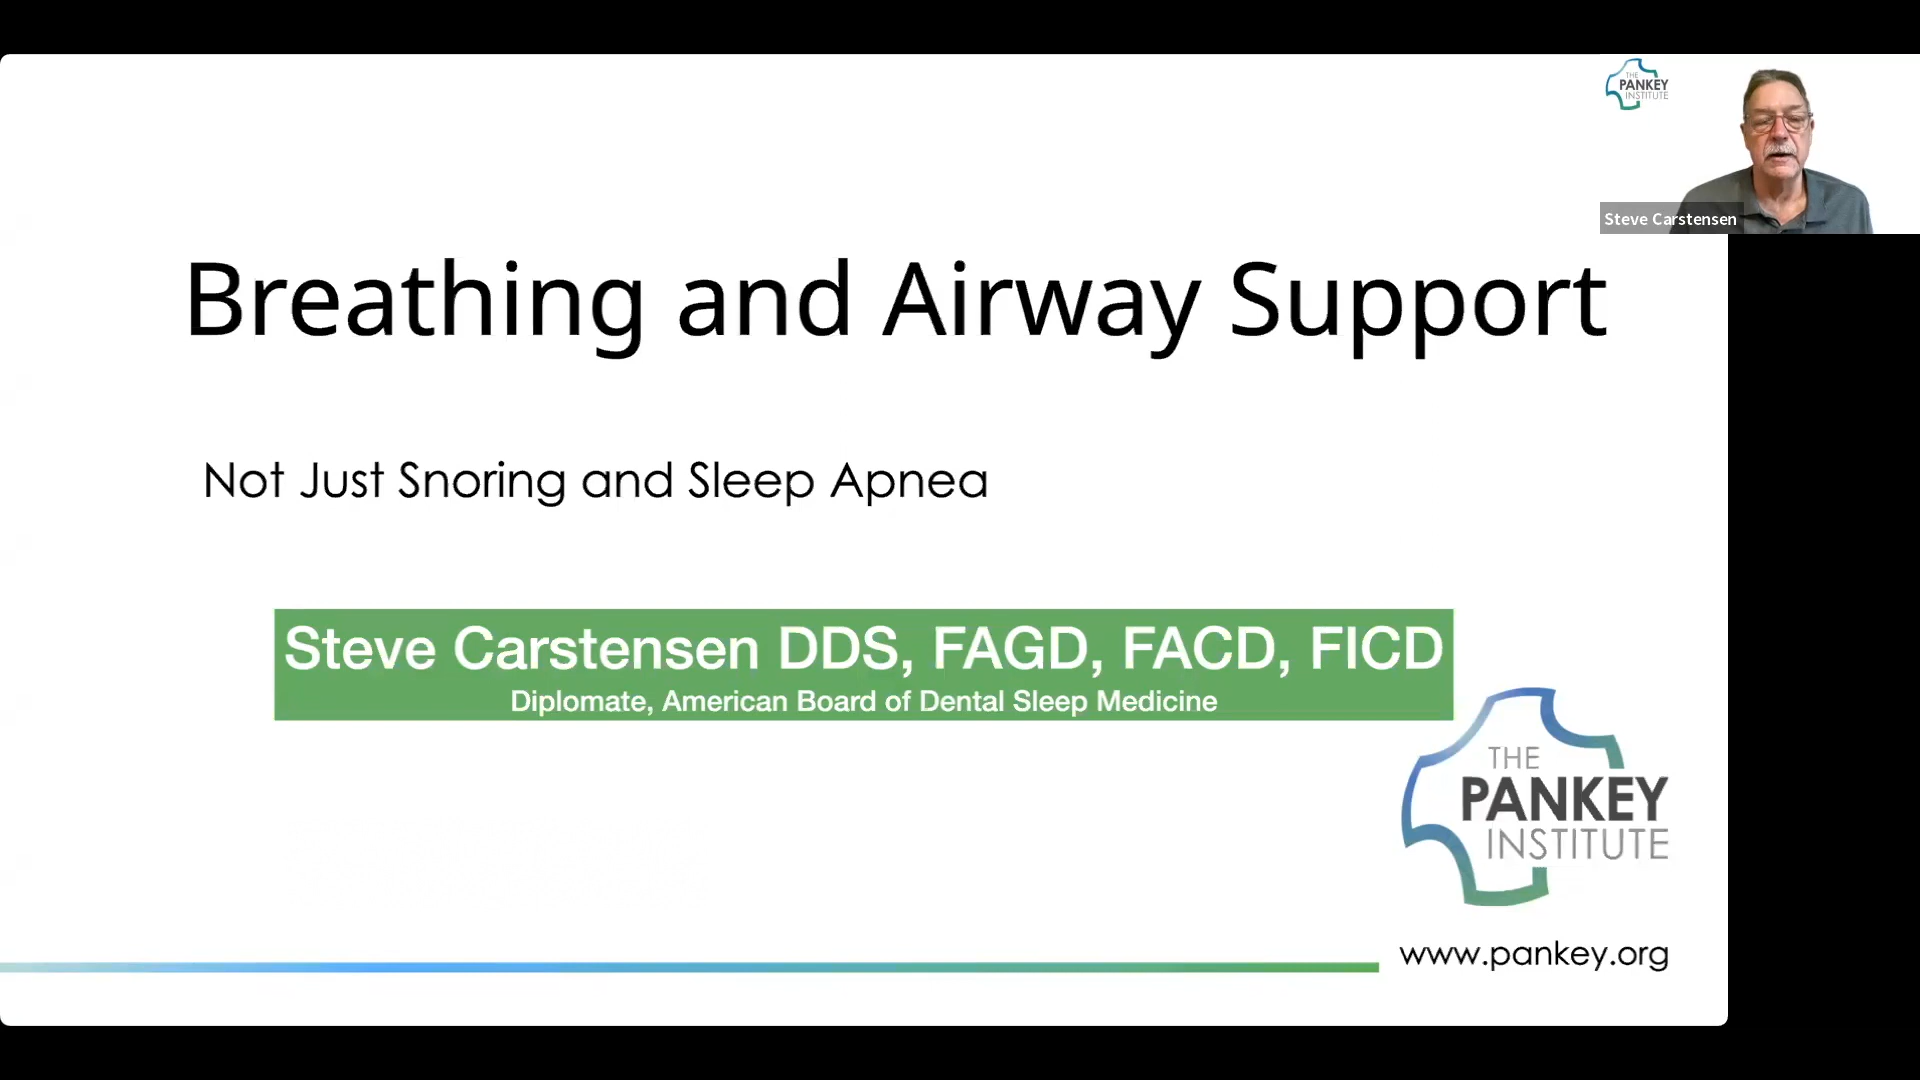 THE
PANKEY
INSTITUTE
Steve Carstensen
Breathing and Airway Support
Not Just Snoring and Sleep Apnea
Steve Carstensen DDS, FAGD, FACD, FICD
Diplomate, American Board of Dental Sleep Medicine
THE
PANKEY
INSTITUTE
www.pankey.org